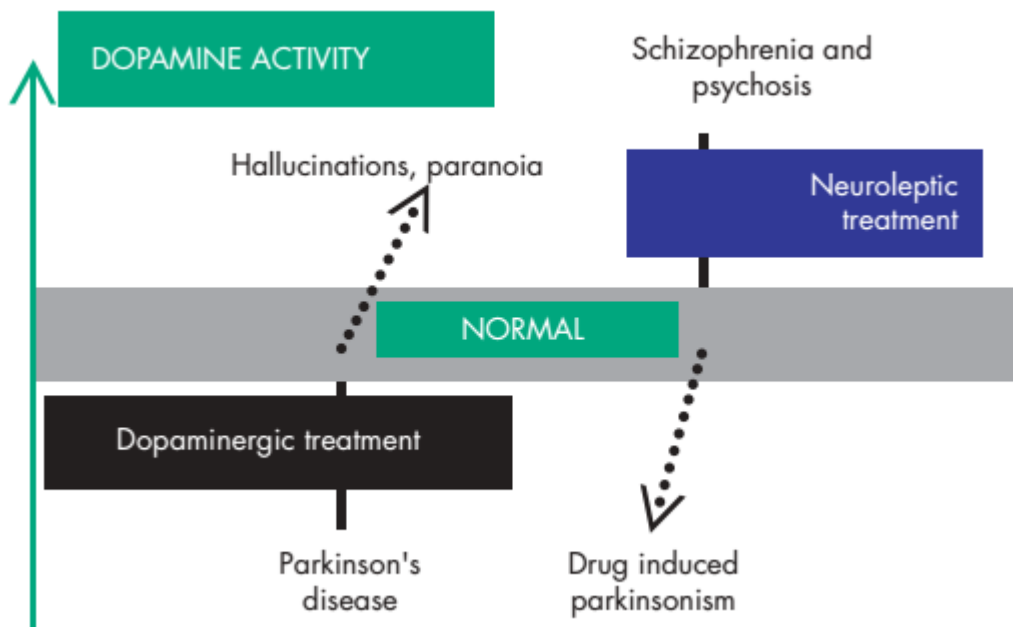 DOPAMINE ACTIVITY
Schizophrenia and
psychosis
Hallucinations, paranoia
Neuroleptic
treatment
NORMAL
Dopaminergic treatment
Parkinson's
disease
Drug induced
parkinsonism